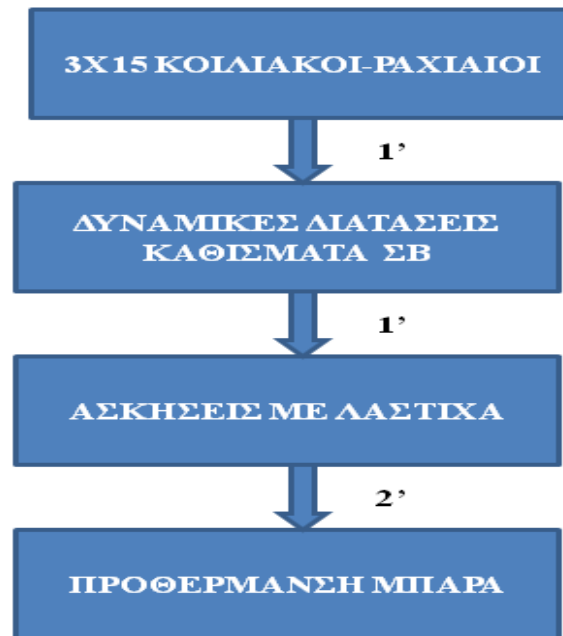 3Χ15 ΚΟΙΛΙΑΚΟΙ-ΡΑΧΙΑΙΟΙ
1’
ΔΥΝΑΜΙΚΕΣ ΔΙΑΤΑΣΕΙΣ
ΚΑΘΙΣΜΑΤΑ ΣΒ
1’
ΑΣΚΗΣΕΙΣ ΜΕ ΛΑΣΤΙΧΑ
2’
ΠΡΟΘΕΡΜΑΝΣΗ ΜΠΑΡΑ